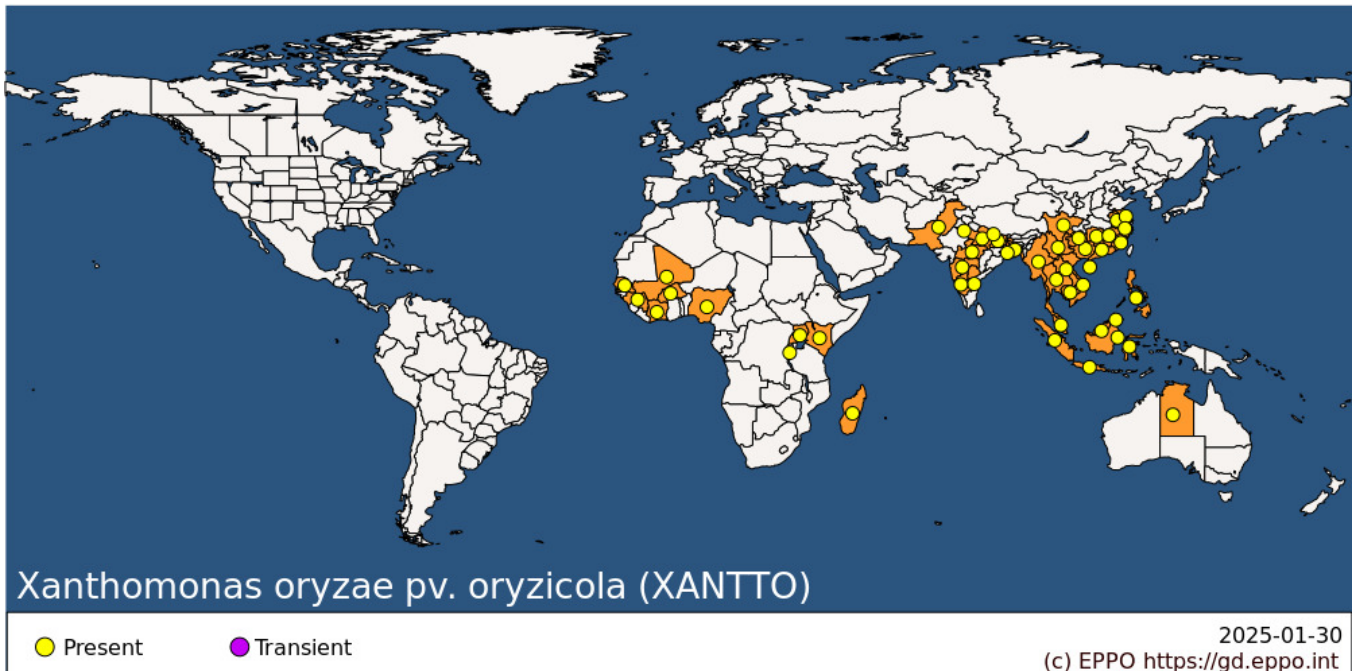 Xanthomonas oryzae pv. oryzicola (XANTTO)
Present
Transient
2025-01-30
(c) EPPO https://gd.eppo.int